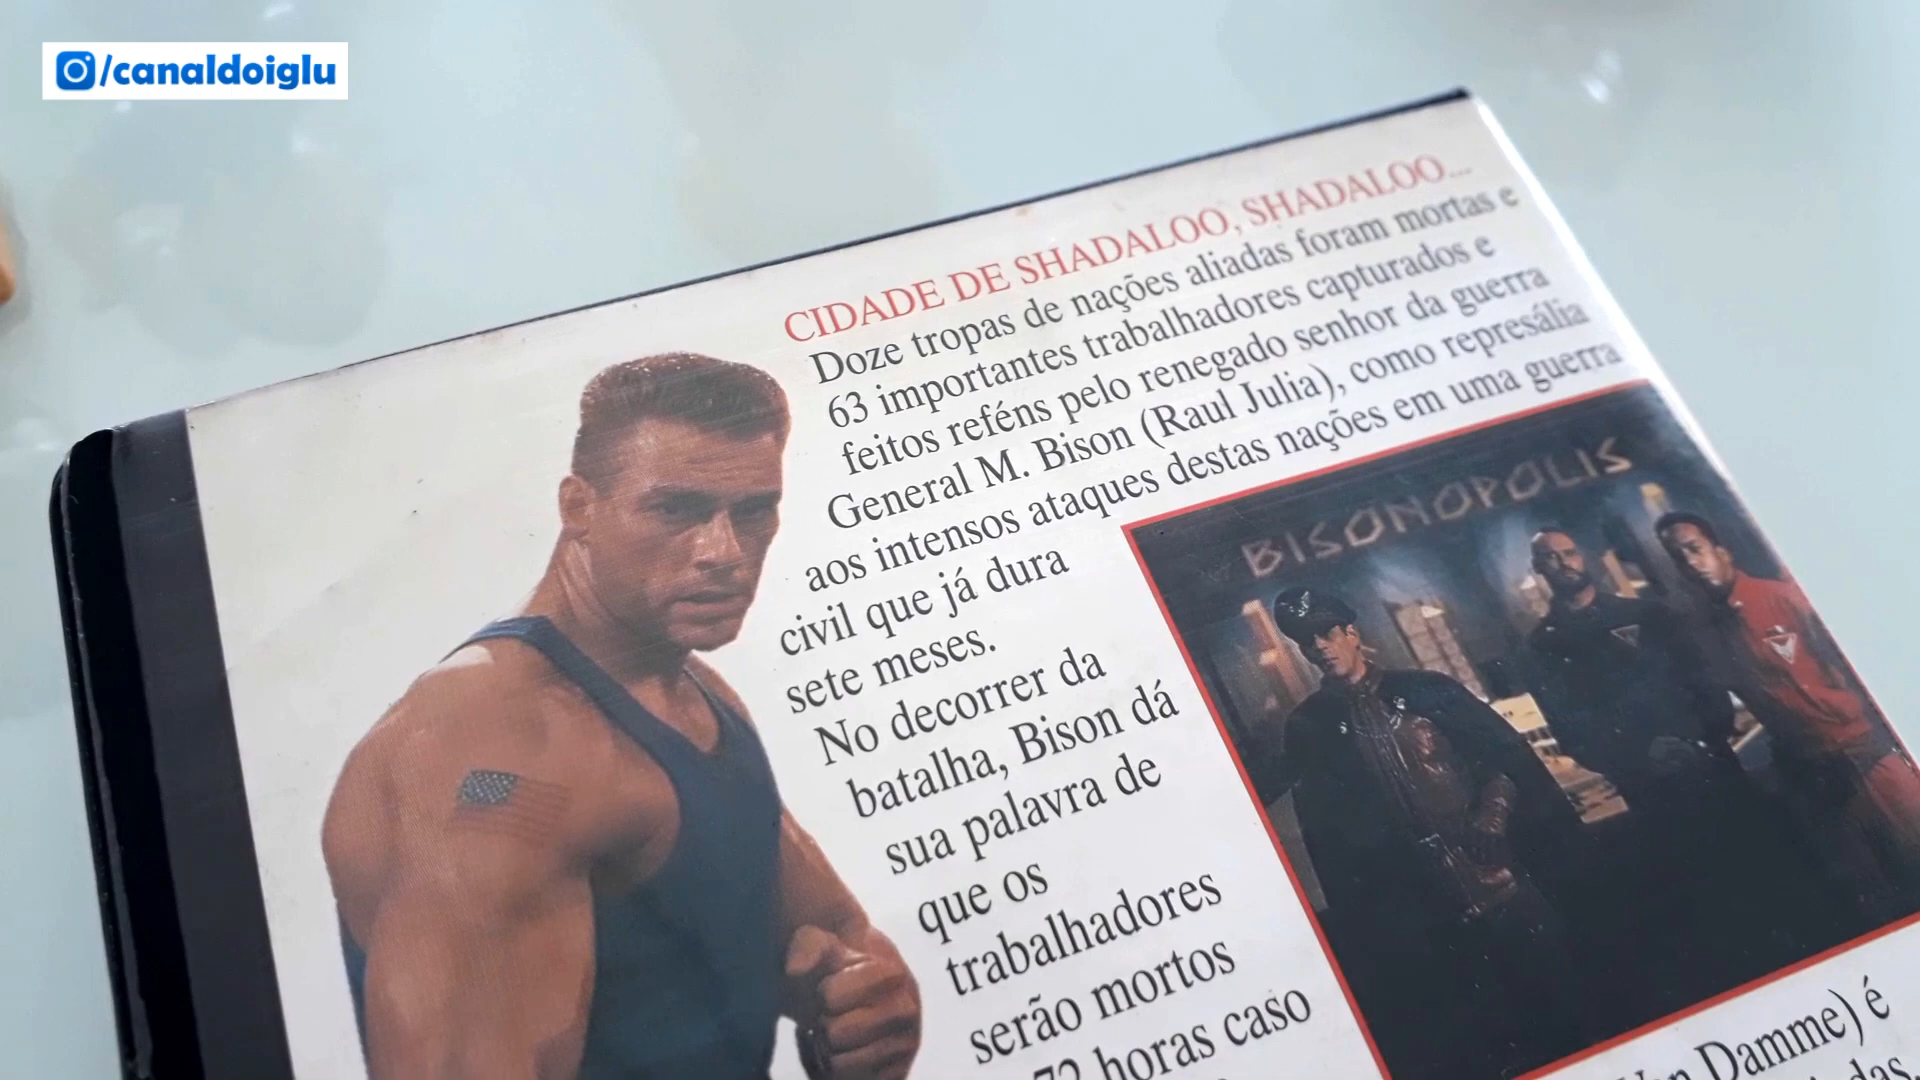 /canaldoiglu
CIDADE DE SHADALOO, SHADALOO...
Doze tropas de nações aliadas foram mortas e
63 importantes trabalhadores capturados e
feitos reféns pelo renegado senhor da guerra
General M. Bison (Raul Julia), como represália
aos intensos ataques destas nações em uma guerra
civil que já dura
sete meses.
No decorrer da
batalha, Bison dá
sua palavra de
que os
trabalhadores
serão mortos
72 horas caso
BISONOPOLIS
Van Damme) é